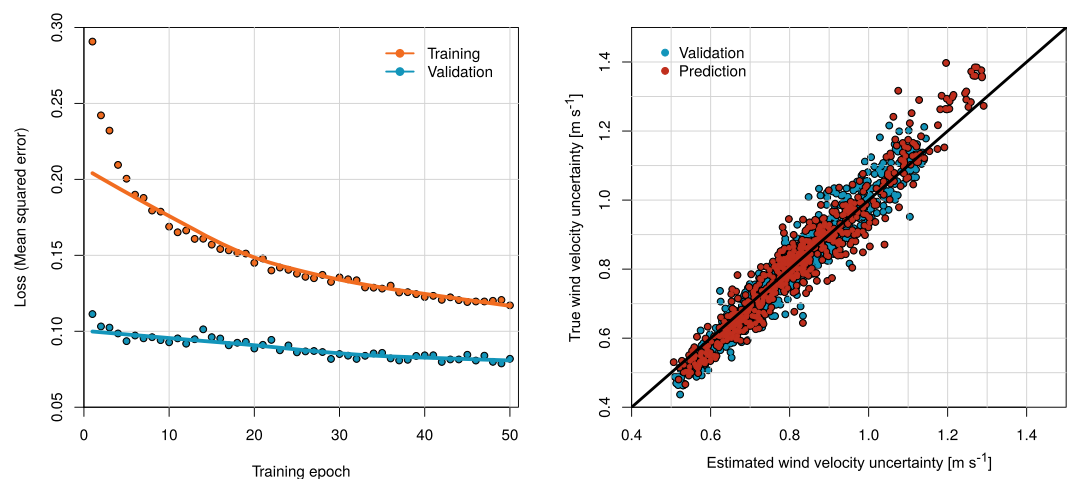 Loss (Mean squared error)
0.30
0.25
0.20
0.15
0.10
0.05
Training
Validation
0 10 20 30 40 50
Training epoch
True wind velocity uncertainty [m s⁻¹]
1.4
1.2
1.0
0.8
0.6
0.4
Validation
Prediction
0.4 0.6 0.8 1.0 1.2 1.4
Estimated wind velocity uncertainty [m s⁻¹]